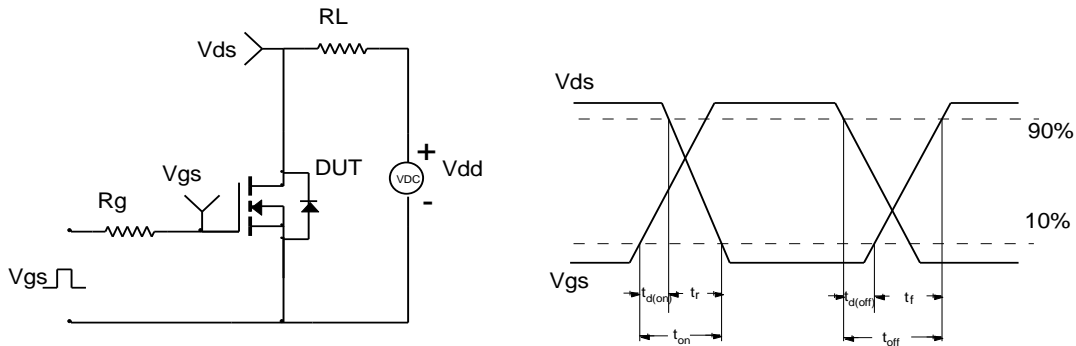 RL
Vds
Vgs
DUT
+
VDC
Vdd
-
Rg
Vgs
Vds
90%
10%
Vgs
td(on)
tr
td(off)
tf
ton
toff